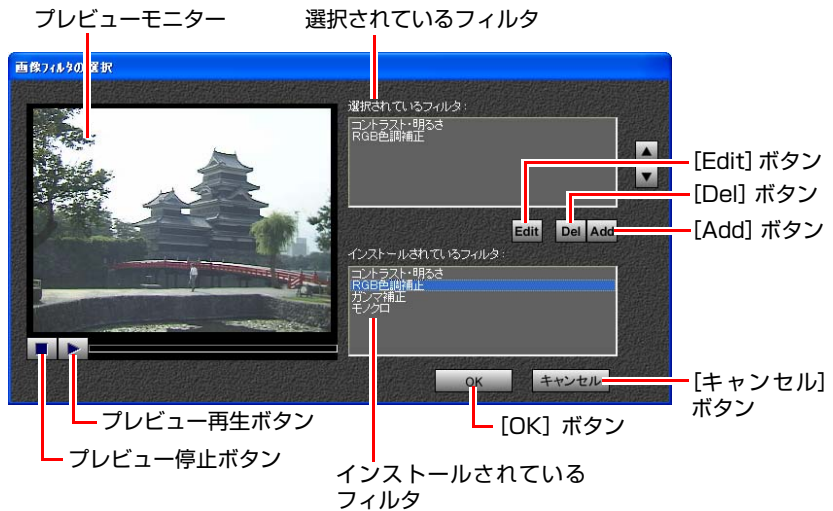 プレビューモニター
選択されているフィルタ
画像フィルタの選択
選択されているフィルタ:
コントラスト・明るさ
RGB色調補正
[Edit] ボタン
[Del] ボタン
[Add] ボタン
Edit
Del
Add
インストールされているフィルタ:
コントラスト・明るさ
RGB色調補正
ガンマ補正
モノクロ
OK
キャンセル
[キャンセル]
ボタン
プレビュー再生ボタン
[OK] ボタン
プレビュー停止ボタン
インストールされている
フィルタ